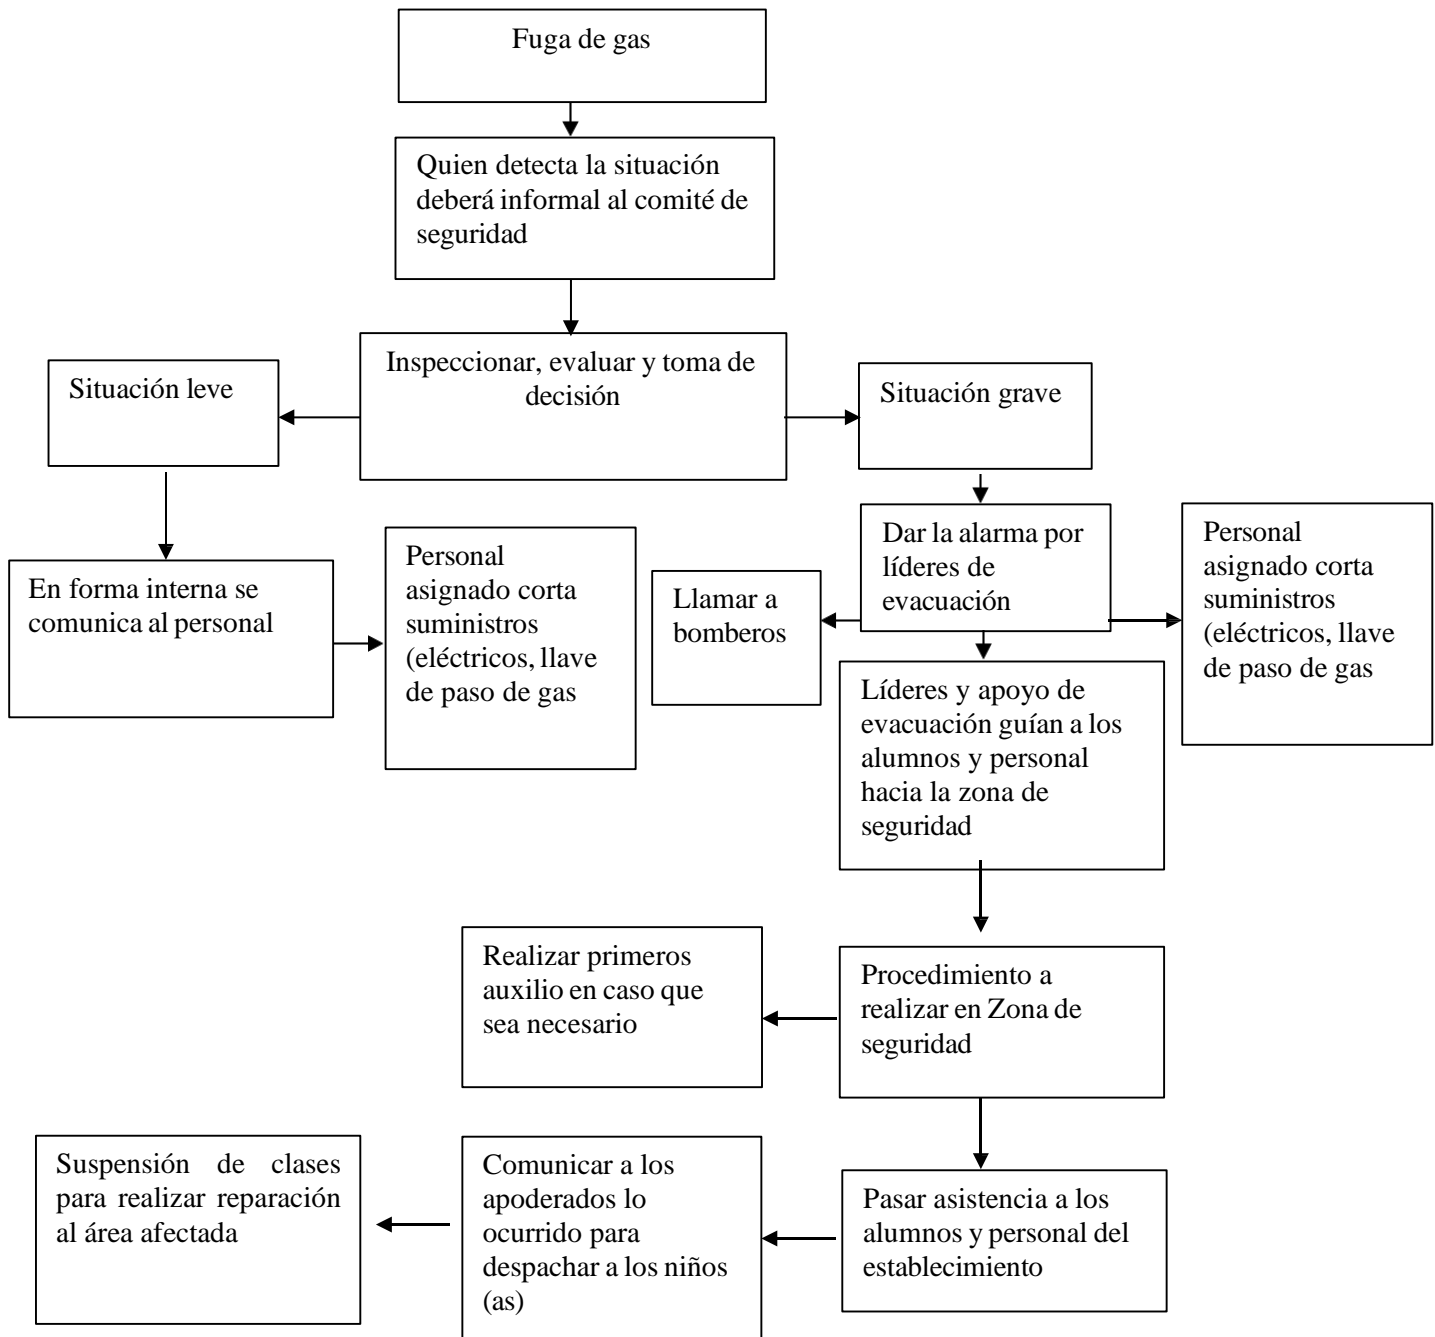 Fuga de gas
Quien detecta la situación
deberá informal al comité de
seguridad
Inspeccionar, evaluar y toma de
decisión
Situación leve
Situación grave
En forma interna se
comunica al personal
Personal
asignado corta
suministros
(eléctricos, llave
de paso de gas
Dar la alarma por
líderes de
evacuación
Llamar a
bomberos
Personal
asignado corta
suministros
(eléctricos, llave
de paso de gas
Líderes y apoyo de
evacuación guían a los
alumnos y personal
hacia la zona de
seguridad
Procedimiento a
realizar en Zona de
seguridad
Realizar primeros
auxilio en caso que
sea necesario
Pasar asistencia a los
alumnos y personal del
establecimiento
Comunicar a los
apoderados lo
ocurrido para
despachar a los niños
(as)
Suspensión de clases
para realizar reparación
al área afectada